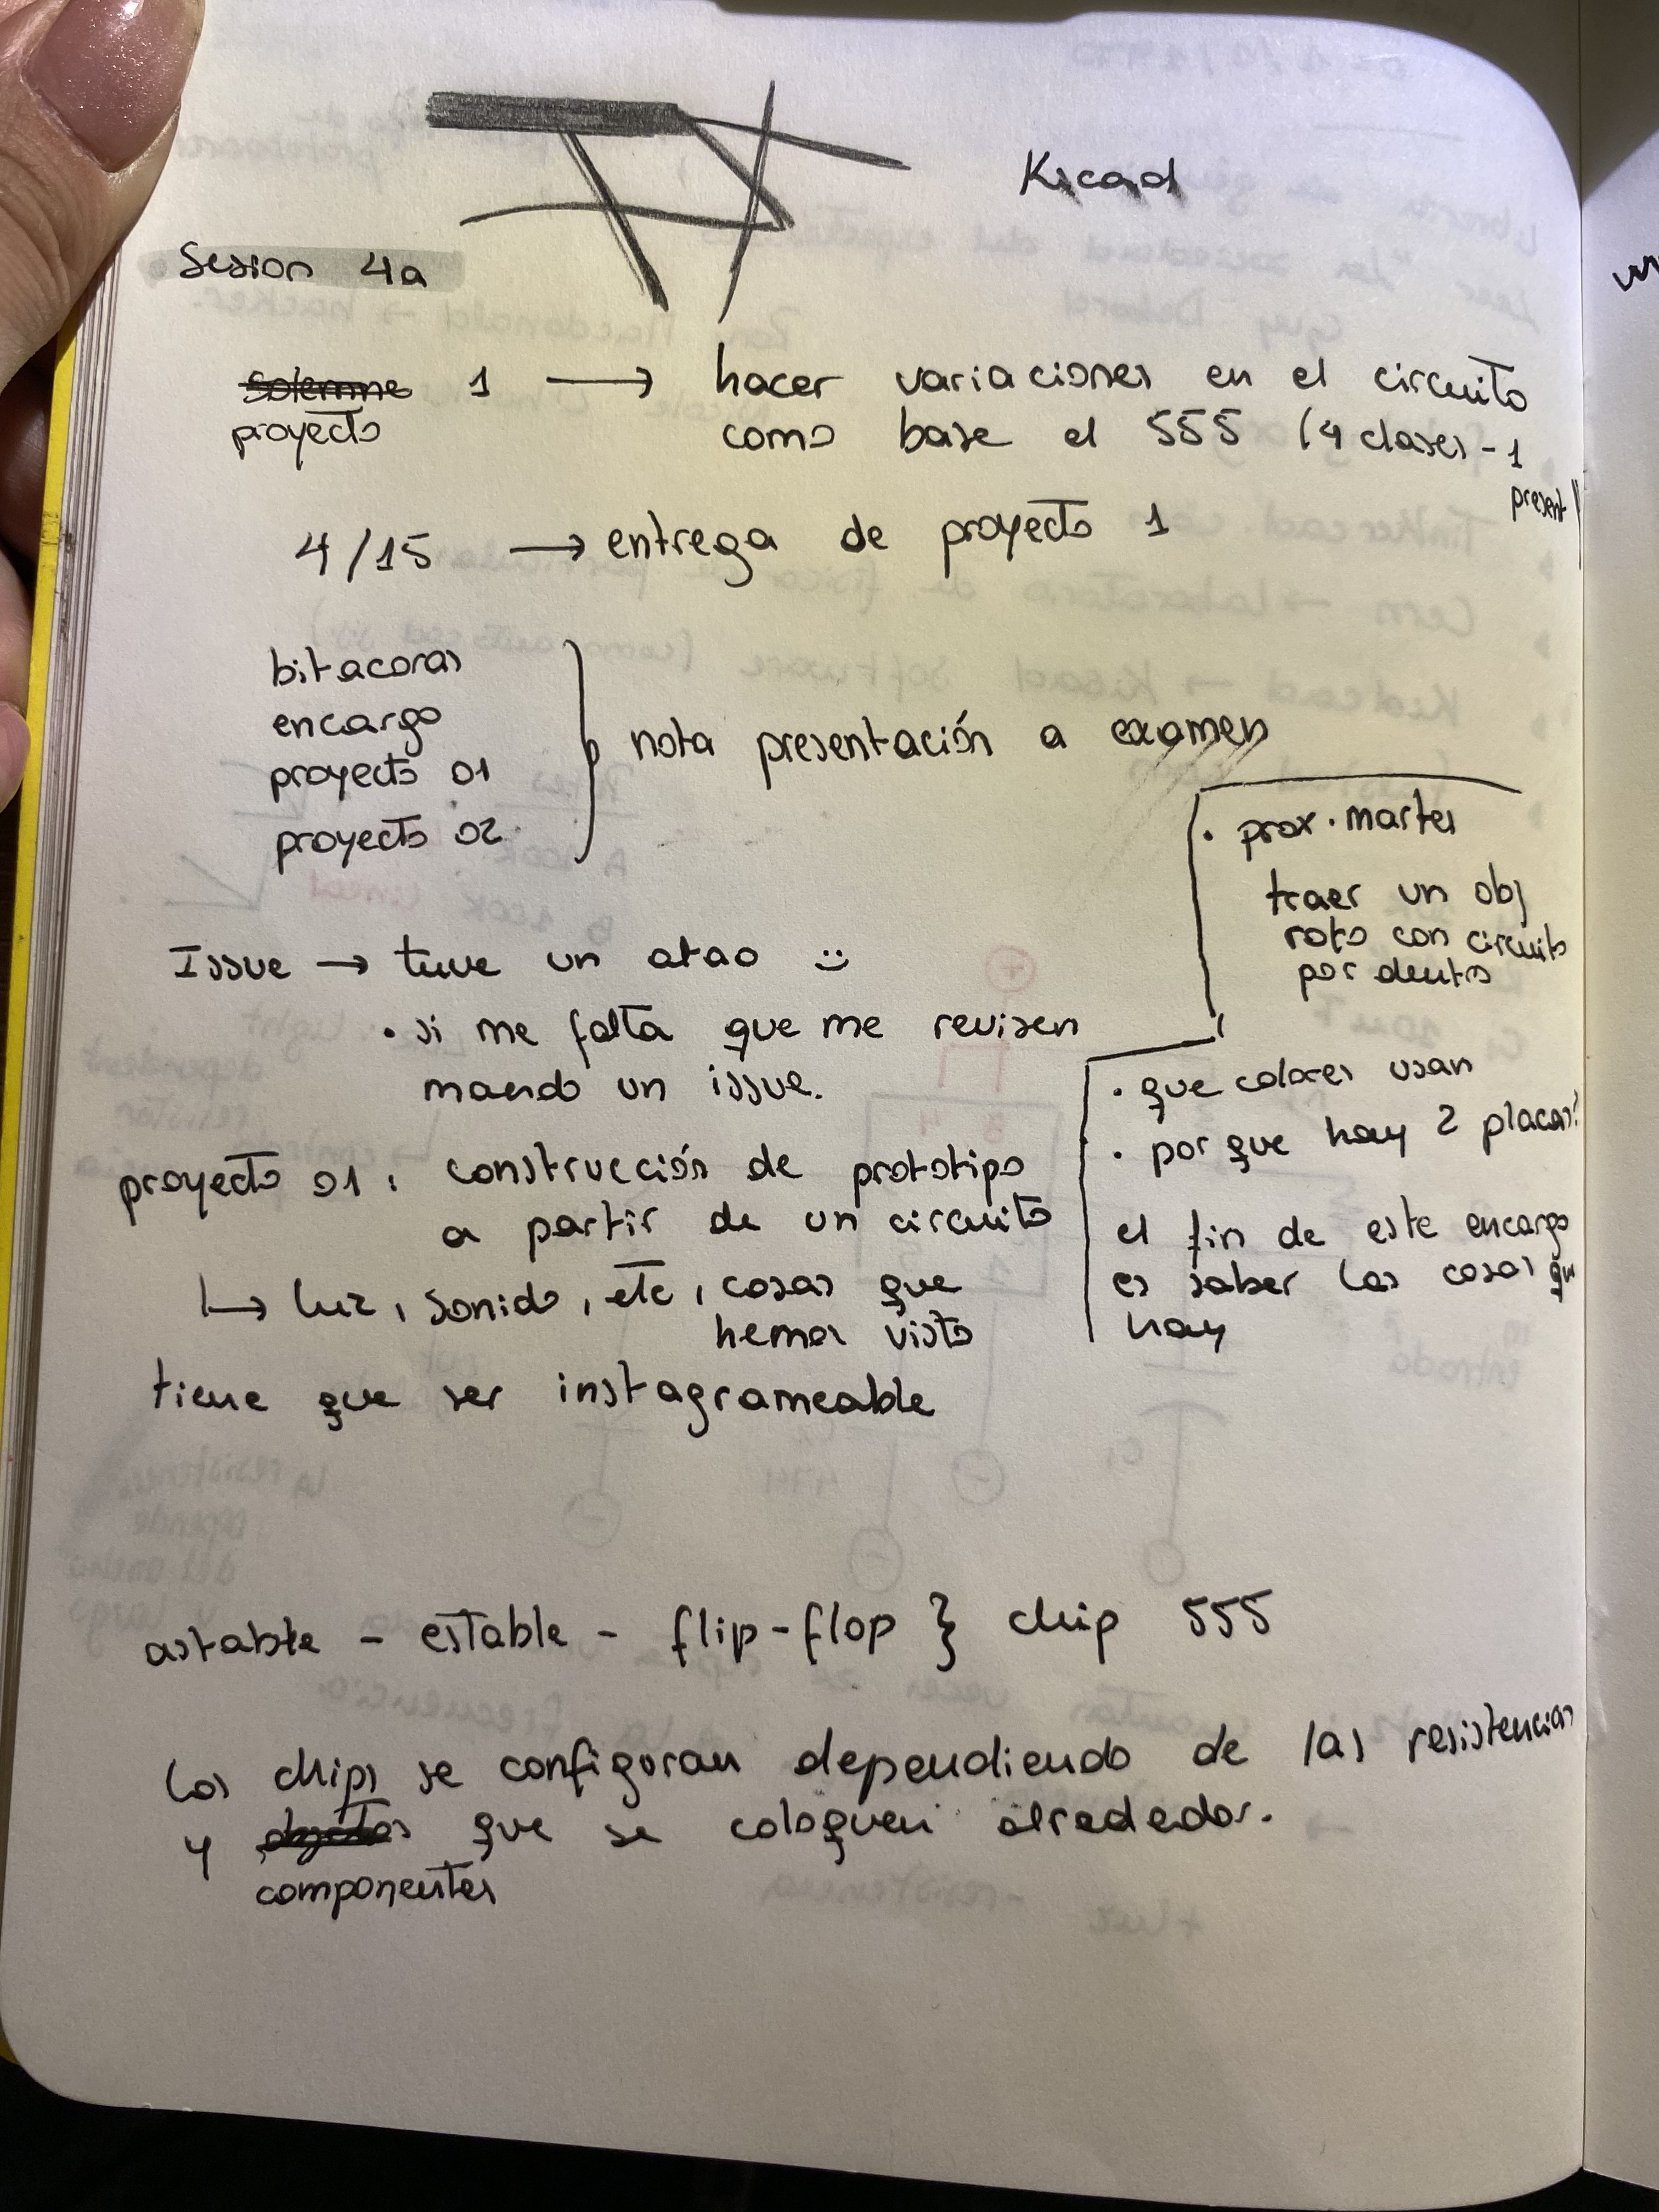 Kicad
Sesion 4a
solemne 1 → hacer variaciones en el circuito
proyecto como base el 555 (4 clases - 1
present
4/15 → entrega de proyecto 1
bitacoras
encargo
proyecto 01
proyecto 02
nota presentación a examen
• prox. martes
traer un obj
roto con circuito
por dentro
Issue → tuve un atao :)
• si me falta que me revisen
mando un issue.
• que colores usan
• por que hay 2 placas?
el fin de este encargo
es saber las cosas qu
hay
proyecto 01: construcción de prototipo
a partir de un circuito
↳ luz, sonido, etc, cosas que
hemos visto
tiene que ser instagrameable
astable - estable - flip-flop } chip 555
los chips se configuran dependiendo de las resistencias
y objetos que se coloquen alrededor.
componentes